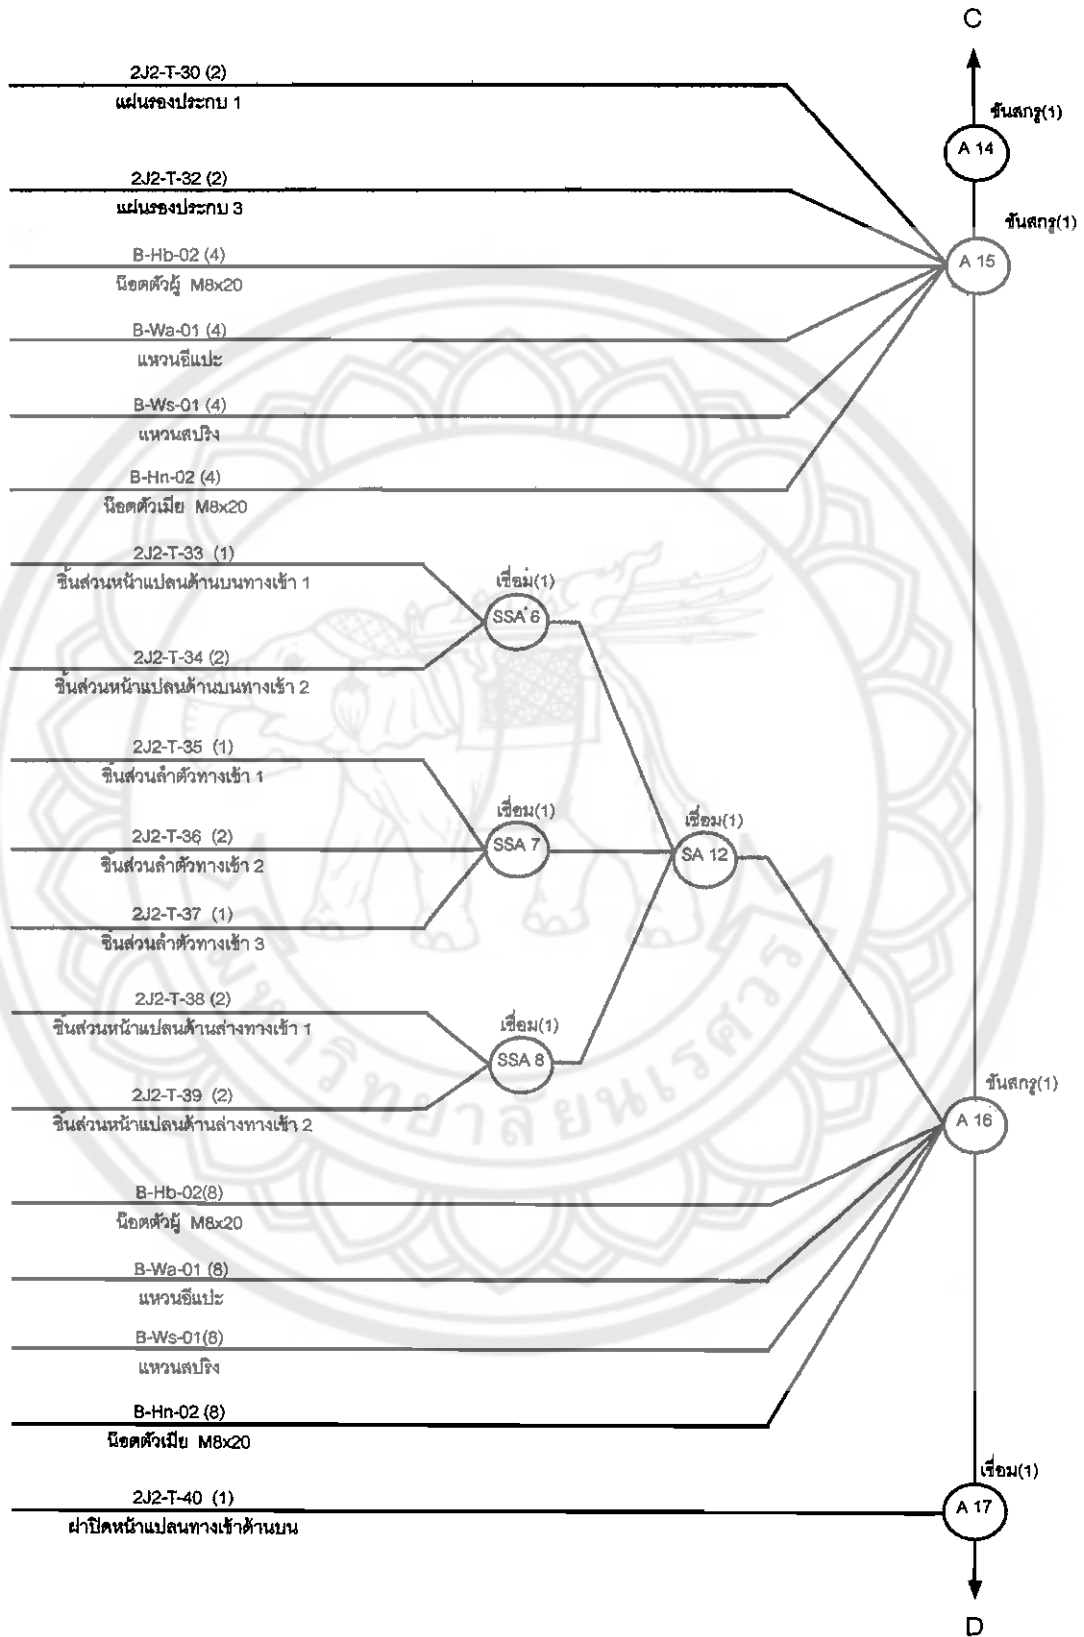 C
2J2-T-30 (2)
แผ่นรองประกบ 1
ขันสกรู(1)
A 14
2J2-T-32 (2)
แผ่นรองประกบ 3
ขันสกรู(1)
A 15
B-Hb-02 (4)
น๊อตตัวผู้ M8x20
B-Wa-01 (4)
แหวนอีแปะ
B-Ws-01 (4)
แหวนสปริง
B-Hn-02 (4)
น๊อตตัวเมีย M8x20
2J2-T-33 (1)
ชิ้นส่วนหน้าแปลนด้านบนทางเข้า 1
เชื่อม(1)
SSA 6
2J2-T-34 (2)
ชิ้นส่วนหน้าแปลนด้านบนทางเข้า 2
2J2-T-35 (1)
ชิ้นส่วนลำตัวทางเข้า 1
เชื่อม(1)
SSA 7
เชื่อม(1)
SA 12
2J2-T-36 (2)
ชิ้นส่วนลำตัวทางเข้า 2
2J2-T-37 (1)
ชิ้นส่วนลำตัวทางเข้า 3
2J2-T-38 (2)
ชิ้นส่วนหน้าแปลนด้านล่างทางเข้า 1
เชื่อม(1)
SSA 8
2J2-T-39 (2)
ชิ้นส่วนหน้าแปลนด้านล่างทางเข้า 2
ขันสกรู(1)
A 16
B-Hb-02(8)
น๊อตตัวผู้ M8x20
B-Wa-01 (8)
แหวนอีแปะ
B-Ws-01(8)
แหวนสปริง
B-Hn-02 (8)
น๊อตตัวเมีย M8x20
2J2-T-40 (1)
ฝาปิดหน้าแปลนทางเข้าด้านบน
เชื่อม(1)
A 17
D
มหาวิทยาลัยนเรศวร